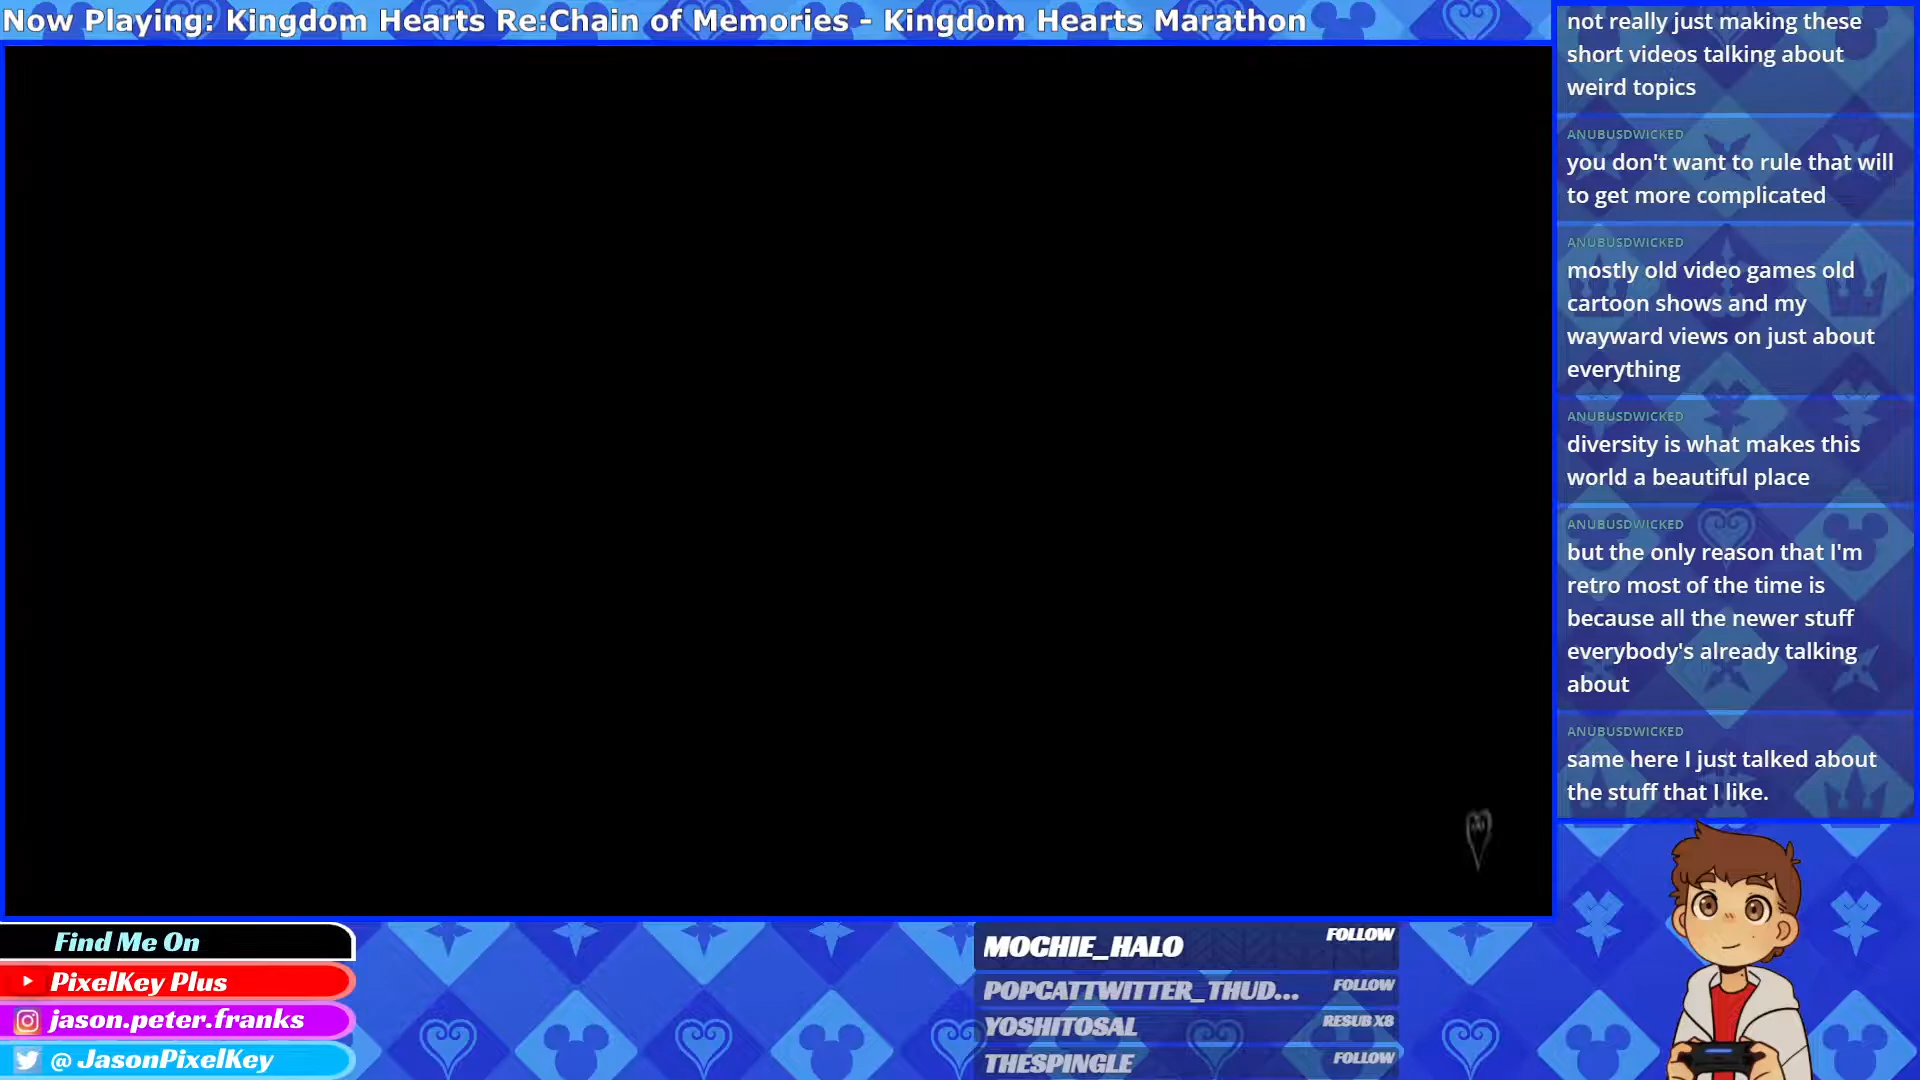 Now Playing: Kingdom Hearts Re:Chain of Memories - Kingdom Hearts Marathon
not really just making these
short videos talking about
weird topics
ANUBUSDWICKED
you don't want to rule that will
to get more complicated
ANUBUSDWICKED
mostly old video games old
cartoon shows and my
wayward views on just about
everything
ANUBUSDWICKED
diversity is what makes this
world a beautiful place
ANUBUSDWICKED
but the only reason that I'm
retro most of the time is
because all the newer stuff
everybody's already talking
about
ANUBUSDWICKED
same here I just talked about
the stuff that I like.
Find Me On
PixelKey Plus
jason.peter.franks
@JasonPixelKey
MOCHIE_HALO FOLLOW
POPCATTWITTER_THUD... FOLLOW
YOSHITOSAL RESUB X8
THESPINGLE FOLLOW